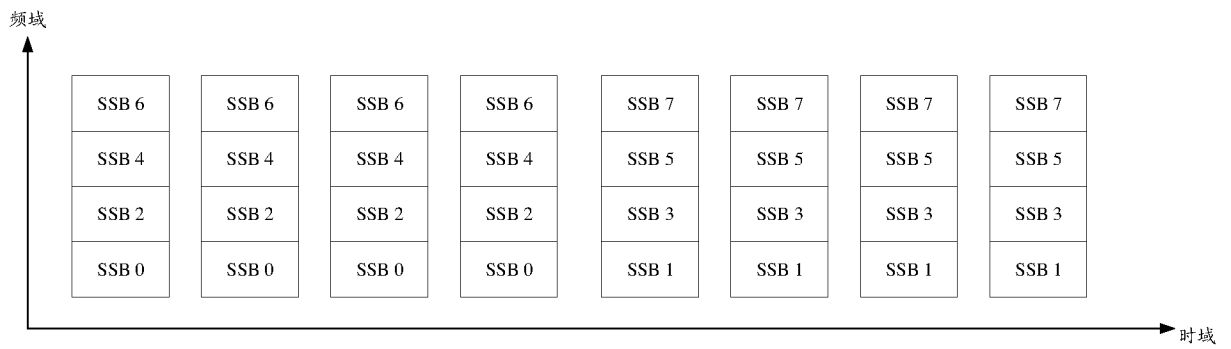 频域
SSB 6 SSB 6 SSB 6 SSB 6 SSB 7 SSB 7 SSB 7 SSB 7
SSB 4 SSB 4 SSB 4 SSB 4 SSB 5 SSB 5 SSB 5 SSB 5
SSB 2 SSB 2 SSB 2 SSB 2 SSB 3 SSB 3 SSB 3 SSB 3
SSB 0 SSB 0 SSB 0 SSB 0 SSB 1 SSB 1 SSB 1 SSB 1
时域